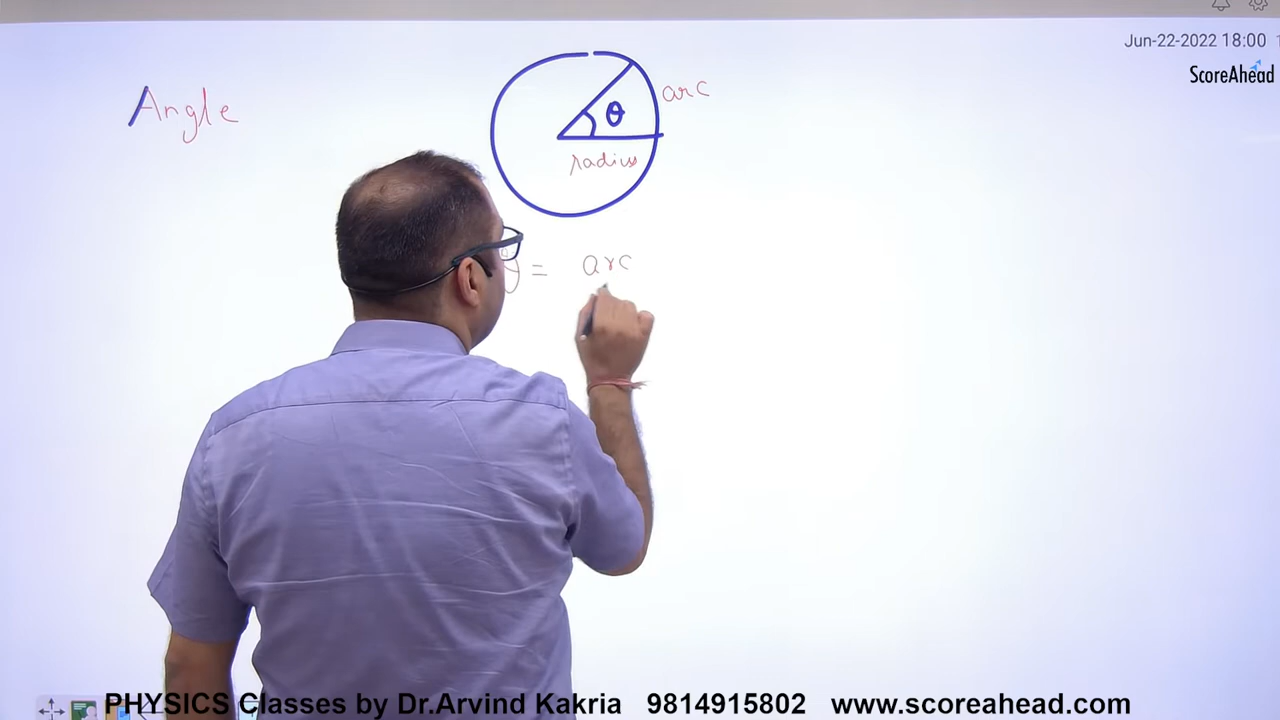 Jun-22-2022 18:00
ScoreAhead
Angle
arc
θ
radius
= arc
PHYSICS Classes by Dr.Arvind Kakria 9814915802 www.scoreahead.com